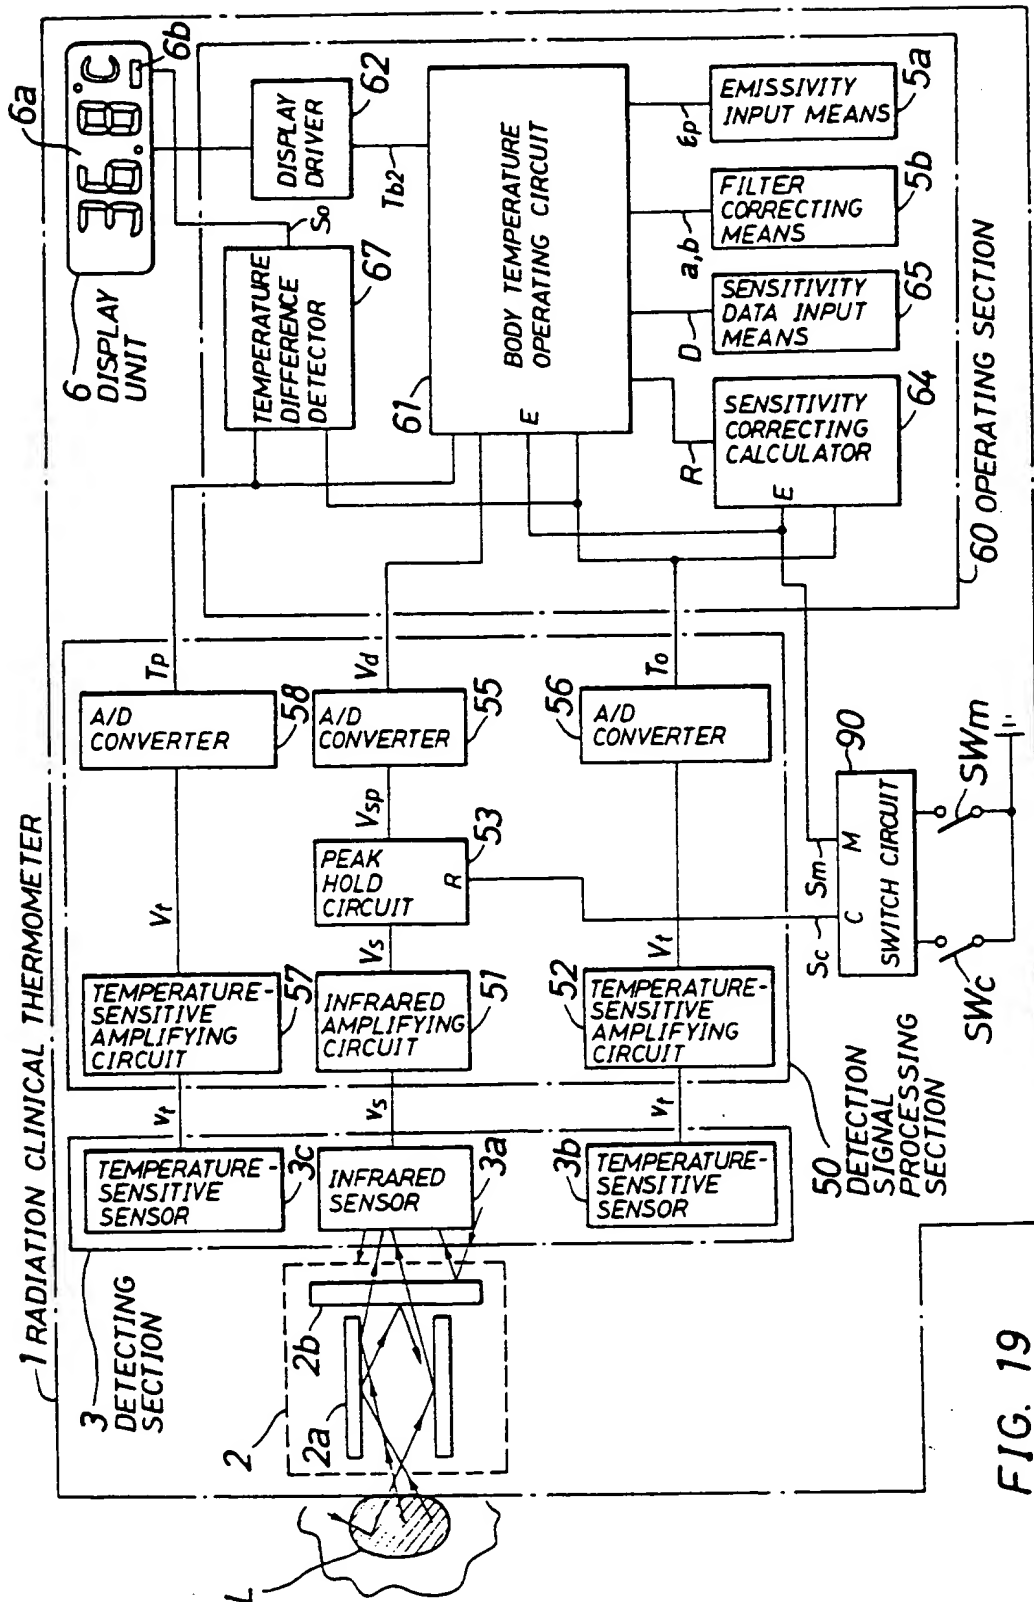 1 RADIATION CLINICAL THERMOMETER
3
DETECTING
SECTION
2
2a
2b
L
TEMPERATURE-
SENSITIVE
SENSOR
3c
INFRARED
SENSOR
3a
TEMPERATURE-
SENSITIVE
SENSOR
3b
vt
vs
vt
TEMPERATURE-
SENSITIVE
AMPLIFYING
CIRCUIT
57
INFRARED
AMPLIFYING
CIRCUIT
51
TEMPERATURE-
SENSITIVE
AMPLIFYING
CIRCUIT
52
50
DETECTION
SIGNAL
PROCESSING
SECTION
Vt
Vs
Vt
PEAK
HOLD
CIRCUIT
R
53
Vsp
A/D
CONVERTER
58
A/D
CONVERTER
55
A/D
CONVERTER
56
Tp
Vd
To
Sc
Sm
C
M
SWITCH CIRCUIT
90
SWc
SWm
6
DISPLAY
UNIT
36.8°C
6a
6b
TEMPERATURE
DIFFERENCE
DETECTOR
67
So
DISPLAY
DRIVER
62
Tb2
61
BODY TEMPERATURE
OPERATING CIRCUIT
E
R
D
a,b
εp
SENSITIVITY
CORRECTING
CALCULATOR
E
64
SENSITIVITY
DATA INPUT
MEANS
65
FILTER
CORRECTING
MEANS
5b
EMISSIVITY
INPUT MEANS
5a
60 OPERATING SECTION
FIG. 19